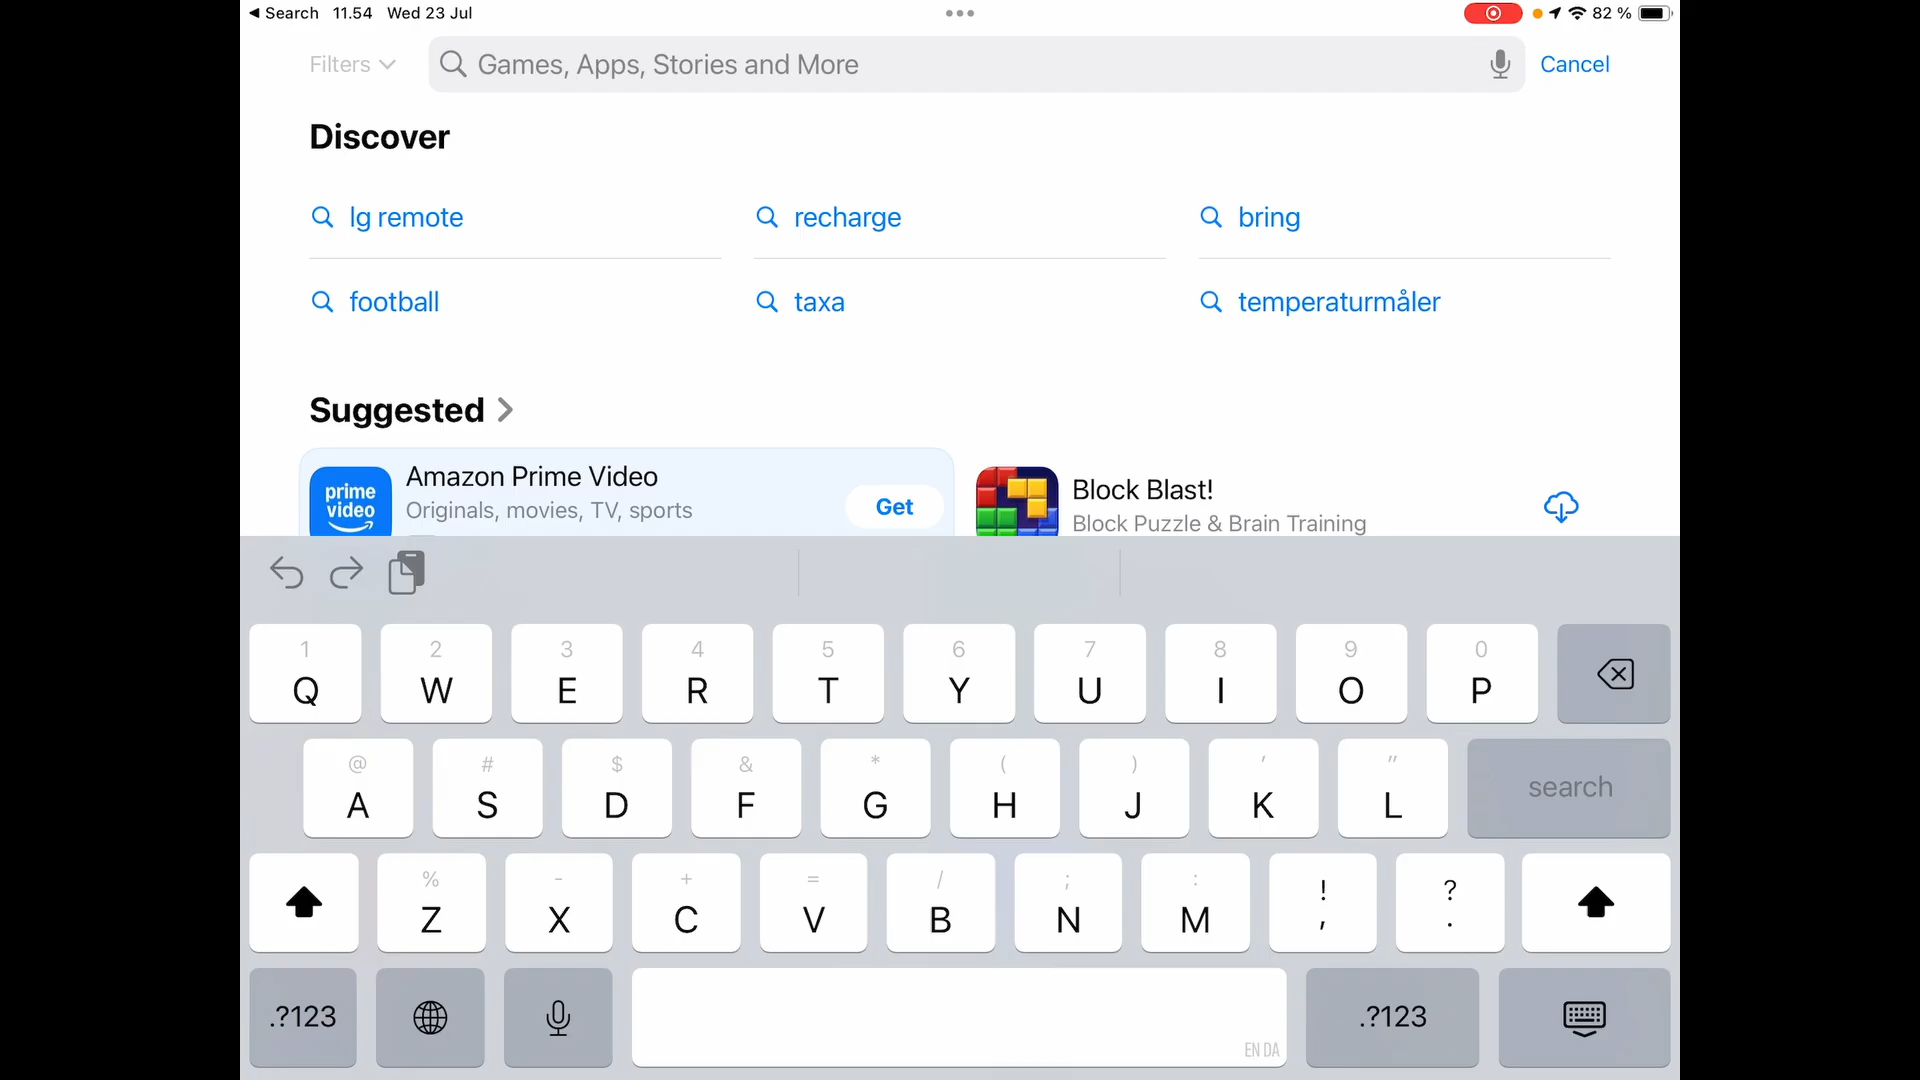 Search 11.54 Wed 23 Jul 82 %
Filters Games, Apps, Stories and More Cancel
Discover
lg remote recharge bring
football taxa temperaturmåler
Suggested
prime video Amazon Prime Video Originals, movies, TV, sports Get
Block Blast! Block Puzzle & Brain Training
1 2 3 4 5 6 7 8 9 0
Q W E R T Y U I O P
@ # $ & * ( ) ' "
A S D F G H J K L search
% - + = / ; : ! ?
Z X C V B N M , .
.?123 EN DA .?123